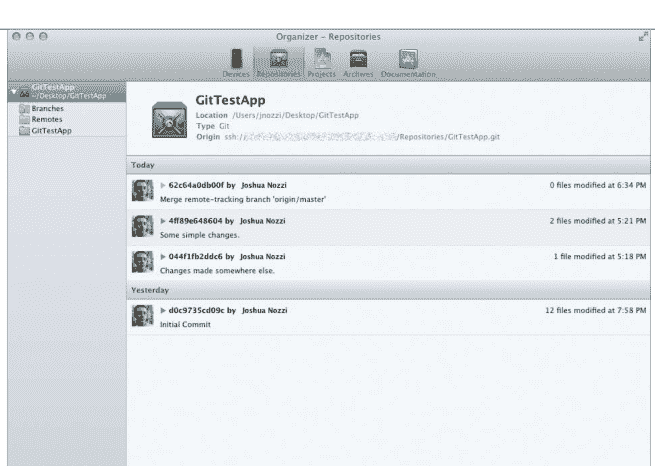 Organizer – Repositories
Devices Repositories Projects Archives Documentation
GitTestApp
~/Desktop/GitTestApp
Branches
Remotes
GitTestApp
GitTestApp
Location /Users/jnozzi/Desktop/GitTestApp
Type Git
Origin ssh:/ /Repositories/GitTestApp.git
Today
62c64a0db00f by Joshua Nozzi 0 files modified at 6:34 PM
Merge remote-tracking branch 'origin/master'
4ff89e648604 by Joshua Nozzi 2 files modified at 5:21 PM
Some simple changes.
044f1fb2ddc6 by Joshua Nozzi 1 file modified at 5:18 PM
Changes made somewhere else.
Yesterday
d0c9735cd09c by Joshua Nozzi 12 files modified at 7:58 PM
Initial Commit